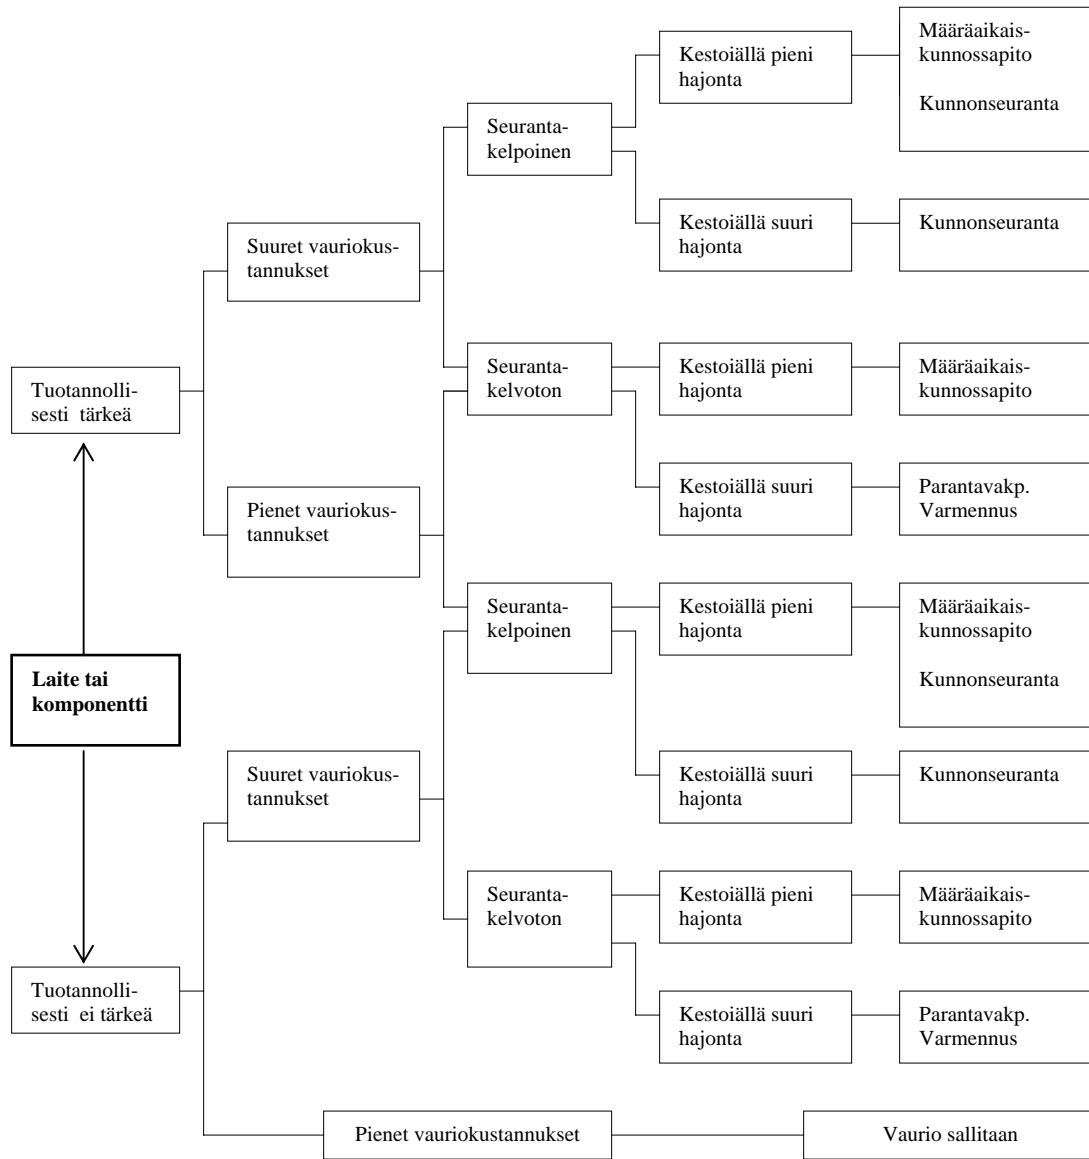 Kestoiällä pieni
hajonta
Määräaikais-
kunnossapito
Kunnonseuranta
Seuranta-
kelpoinen
Kestoiällä suuri
hajonta
Kunnonseuranta
Suuret vauriokus-
tannukset
Seuranta-
kelvoton
Kestoiällä pieni
hajonta
Määräaikais-
kunnossapito
Tuotannolli-
sesti tärkeä
Kestoiällä suuri
hajonta
Parantavakp.
Varmennus
Pienet vauriokus-
tannukset
Seuranta-
kelpoinen
Kestoiällä pieni
hajonta
Määräaikais-
kunnossapito
Kunnonseuranta
Laite tai
komponentti
Suuret vauriokus-
tannukset
Kestoiällä suuri
hajonta
Kunnonseuranta
Seuranta-
kelvoton
Kestoiällä pieni
hajonta
Määräaikais-
kunnossapito
Tuotannolli-
sesti ei tärkeä
Kestoiällä suuri
hajonta
Parantavakp.
Varmennus
Pienet vauriokustannukset
Vaurio sallitaan